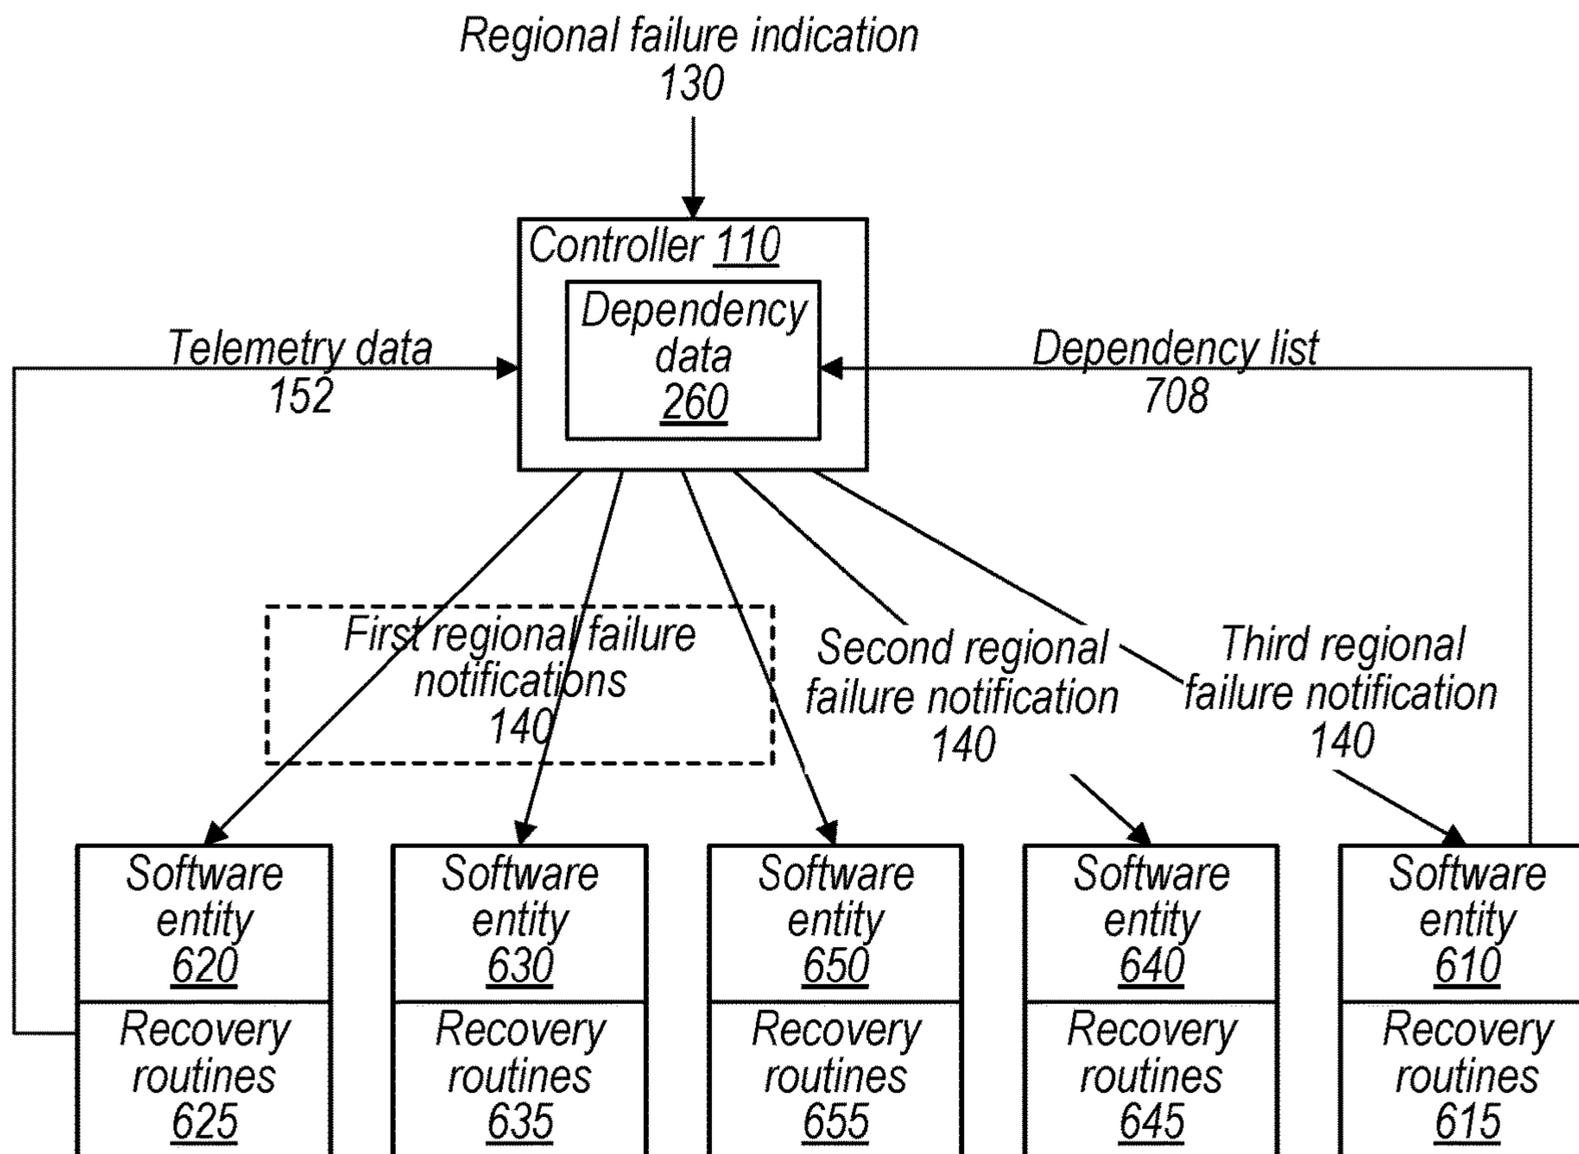 Regional failure indication
130
Controller 110
Dependency
data
260
Telemetry data
152
Dependency list
708
First regional failure
notifications
140
Second regional
failure notification
140
Third regional
failure notification
140
Software
entity
620
Recovery
routines
625
Software
entity
630
Recovery
routines
635
Software
entity
650
Recovery
routines
655
Software
entity
640
Recovery
routines
645
Software
entity
610
Recovery
routines
615